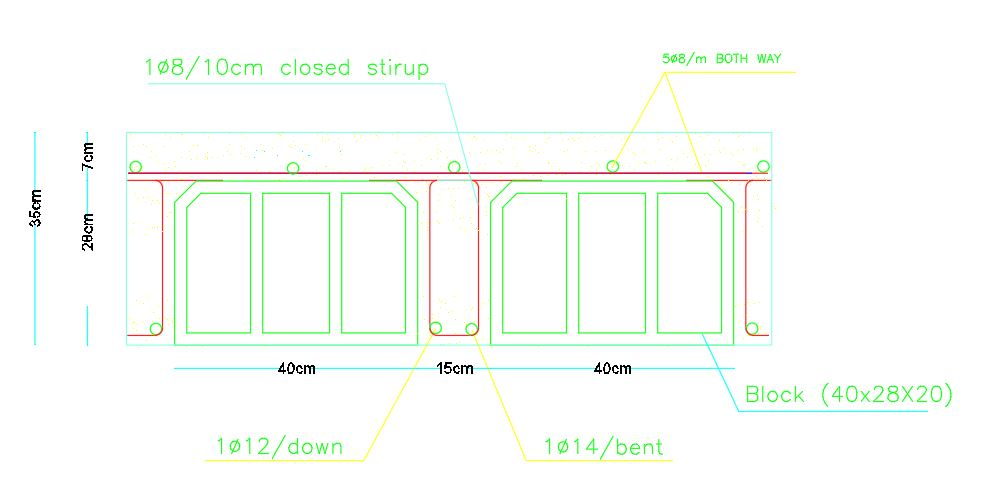 5ø8/m BOTH WAY
1ø8/10cm closed stirup
7cm
35cm
28cm
40cm
15cm
40cm
Block (40x28X20)
1ø12/down
1ø14/bent